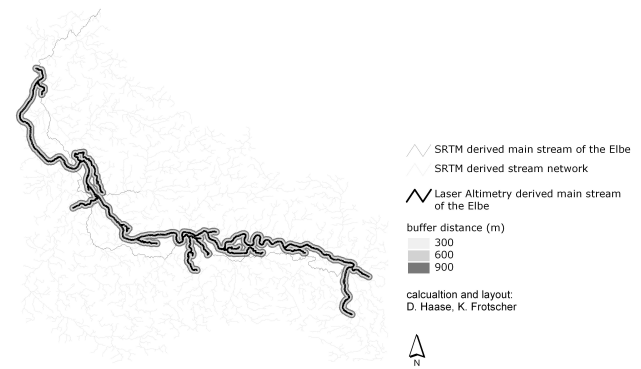 SRTM derived main stream of the Elbe
SRTM derived stream network
Laser Altimetry derived main stream
of the Elbe
buffer distance (m)
300
600
900
calcualtion and layout:
D. Haase, K. Frotscher
N